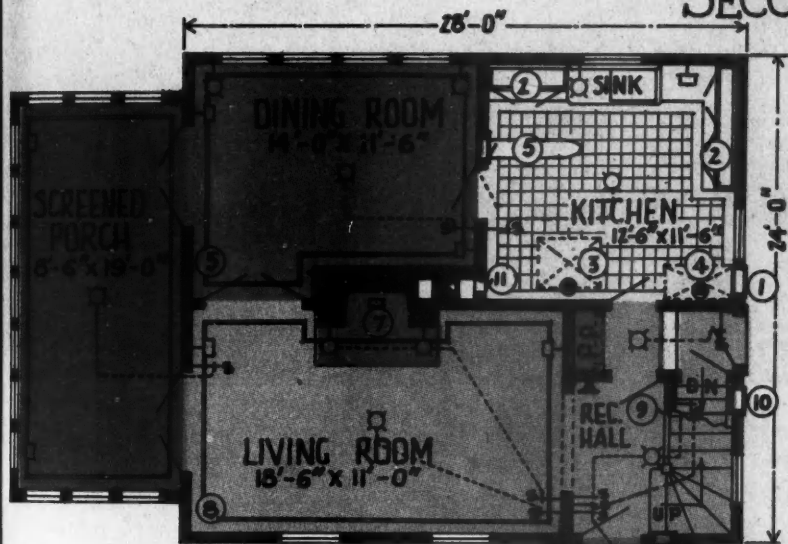 SECO
28'-0"
2
SINK
DINING ROOM
14'-0" x 11'-6"
5
2
SCREENED
PORCH
8'-6" x 19'-0"
KITCHEN
12'-6" x 11'-6"
24'-0"
5
11
3
4
1
7
DN
REC.
HALL
9
10
LIVING ROOM
18'-6" x 11'-0"
8
UP